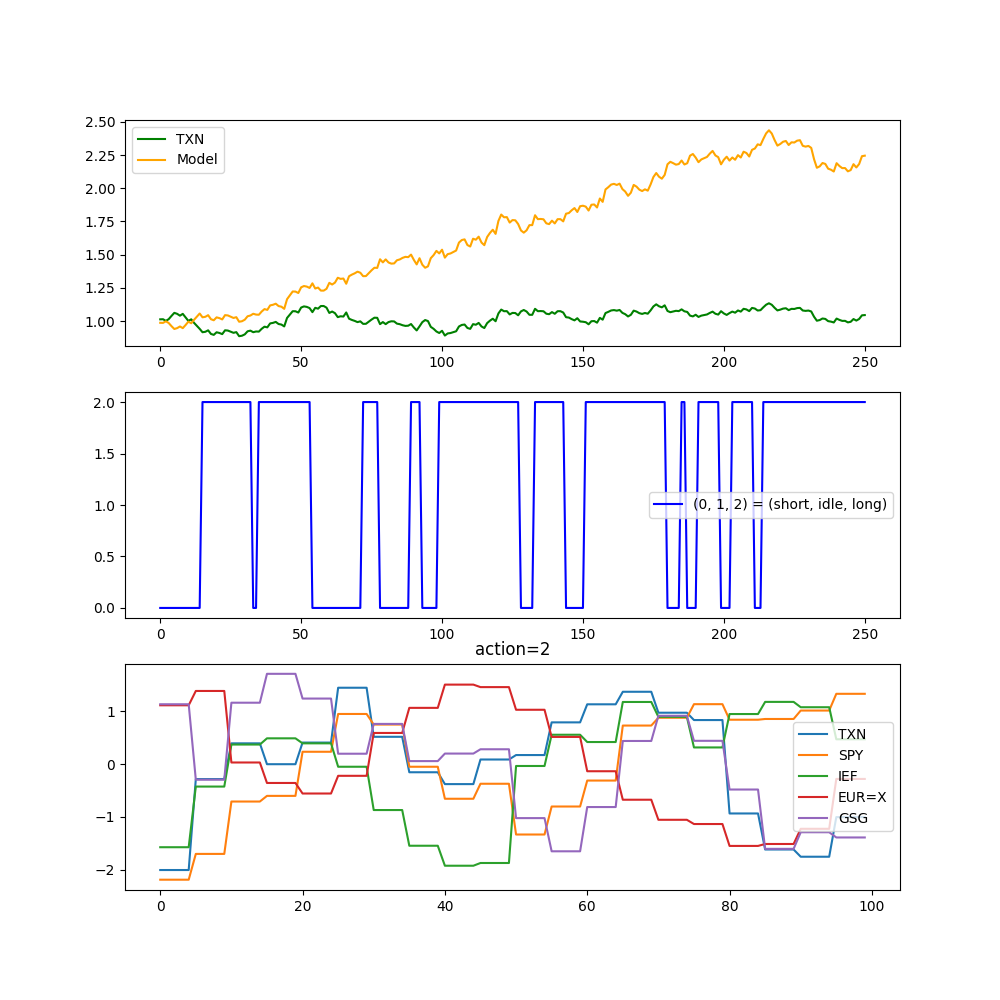 2.50
2.25
2.00
1.75
1.50
1.25
1.00
TXN
Model
0 50 100 150 200 250
2.0
1.5
1.0
0.5
0.0
(0, 1, 2) = (short, idle, long)
0 50 100 150 200 250
action=2
1
0
−1
−2
TXN
SPY
IEF
EUR=X
GSG
0 20 40 60 80 100